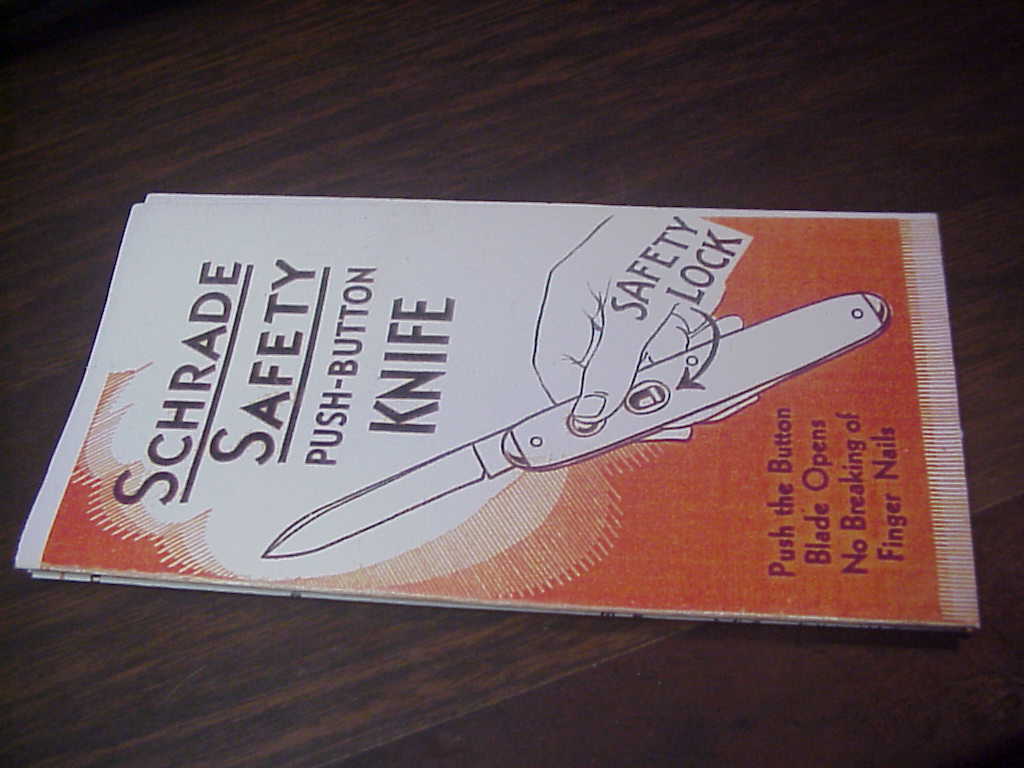 SCHRADE
SAFETY
PUSH-BUTTON
KNIFE
SAFETY
LOCK
Push the Button
Blade Opens
No Breaking of
Finger Nails